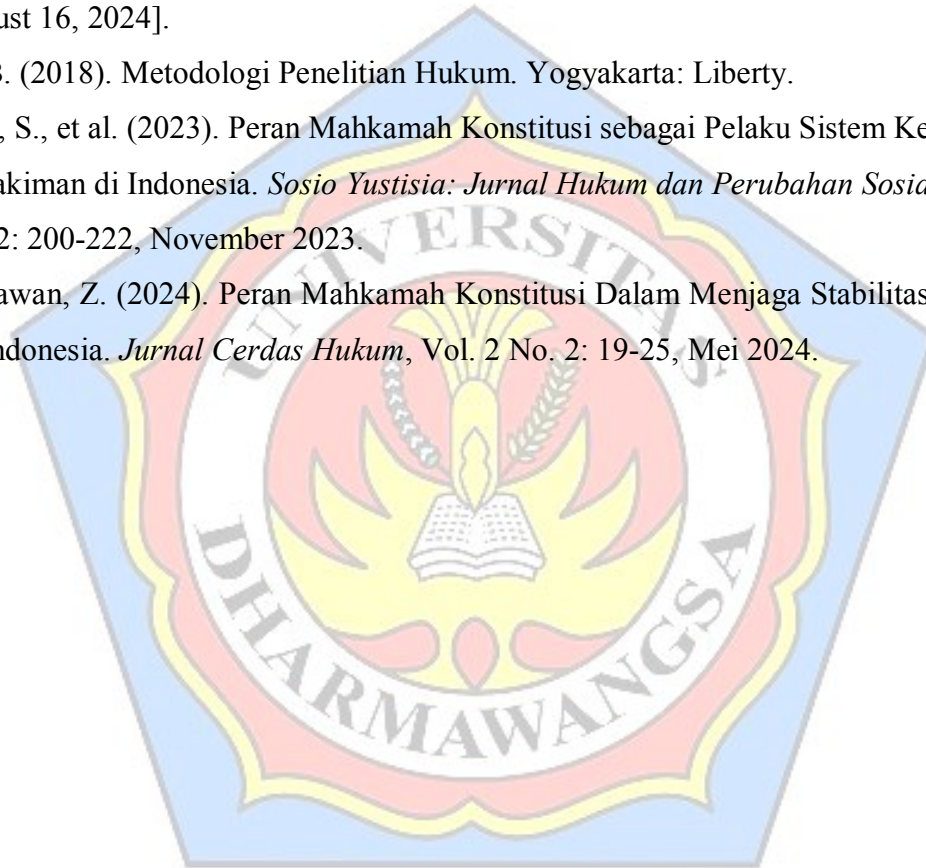 ust 16, 2024].
B. (2018). Metodologi Penelitian Hukum. Yogyakarta: Liberty.
, S., et al. (2023). Peran Mahkamah Konstitusi sebagai Pelaku Sistem Ke
akiman di Indonesia. Sosio Yustisia: Jurnal Hukum dan Perubahan Sosia
2: 200-222, November 2023.
awan, Z. (2024). Peran Mahkamah Konstitusi Dalam Menjaga Stabilitas
ndonesia. Jurnal Cerdas Hukum, Vol. 2 No. 2: 19-25, Mei 2024.
UNIVERSITAS
DHARMAWANGSA